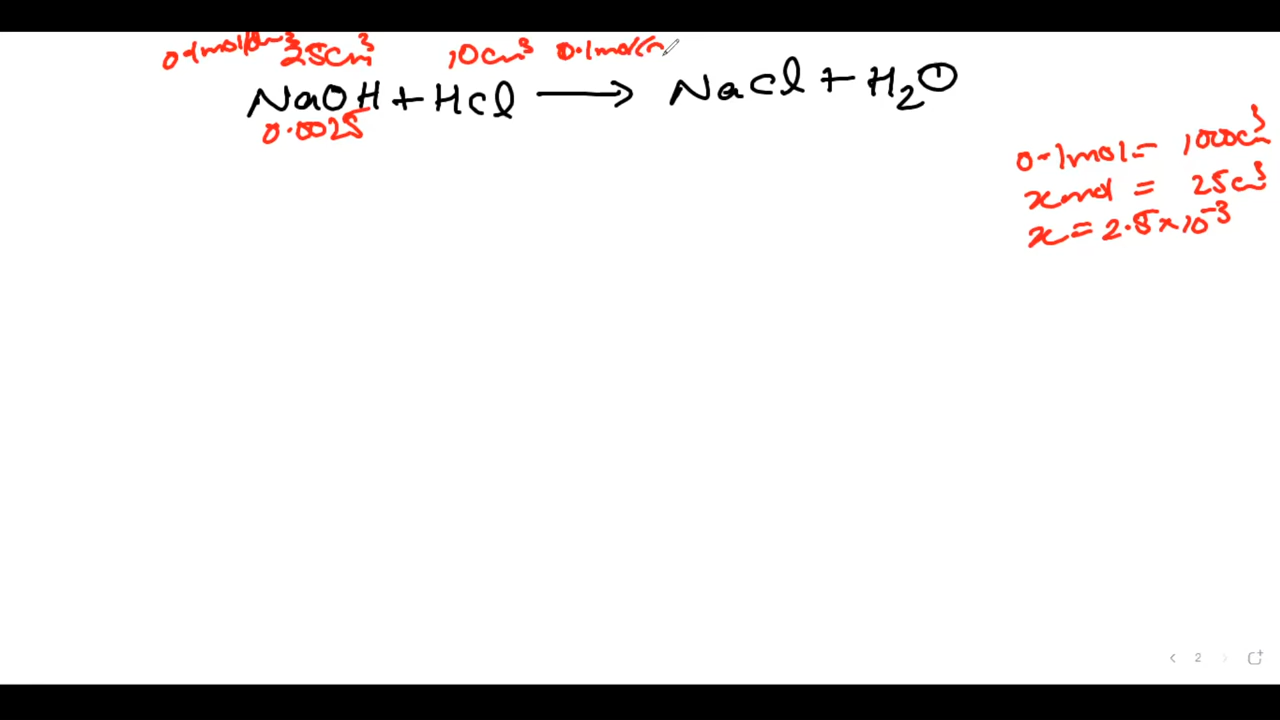 0.1mol/dm³ 25cm³ 10cm³ 0.1mol/
NaOH + HCl ⟶ NaCl + H₂O
0.0025
0.1mol = 1000cm³
xmol = 25cm³
x = 2.5×10⁻³
2